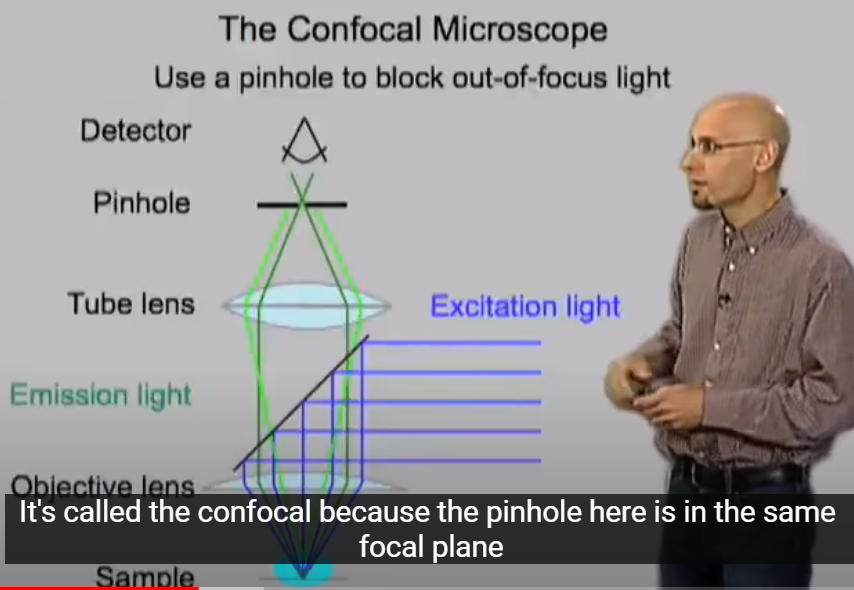 The Confocal Microscope
Use a pinhole to block out-of-focus light
Detector
Pinhole
Tube lens
Excitation light
Emission light
Objective lens
It's called the confocal because the pinhole here is in the same
focal plane
Sample